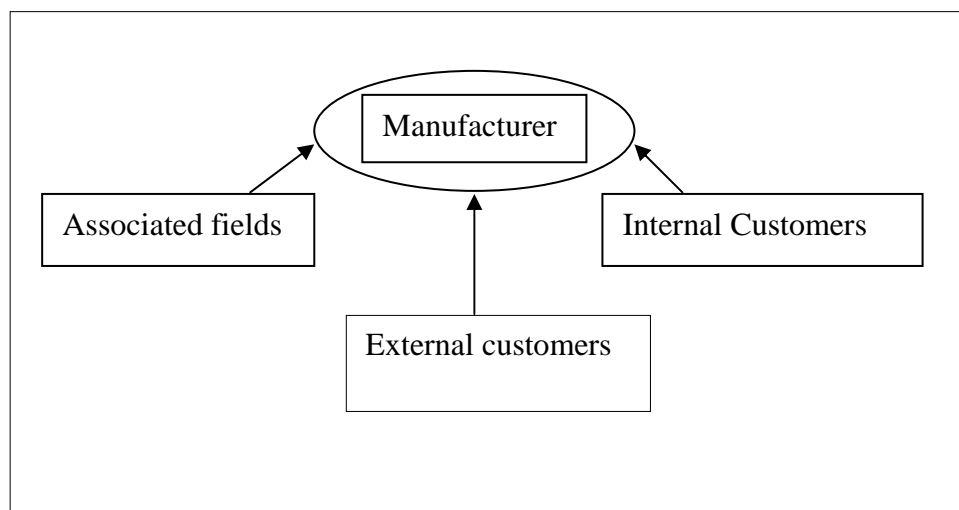 Manufacturer
Associated fields
Internal Customers
External customers